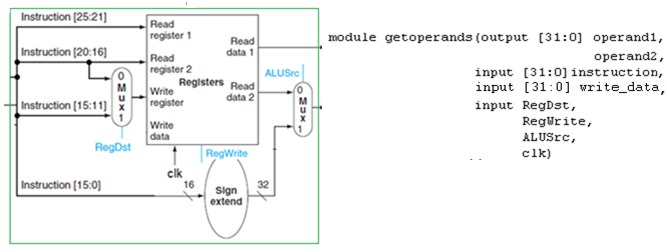 Instruction [25:21]
Read
register 1
Instruction [20:16]
Read
register 2
Read
data 1
Registers
ALUSrc
0
M
u
x
1
Write
register
Read
data 2
0
M
u
x
1
Instruction [15:11]
Write
data
RegDst
RegWrite
clk
Instruction [15:0]
16
Sign
extend
32
module getoperands(output [31:0] operand1,
operand2,
input [31:0]instruction,
input [31:0] write_data,
input RegDst,
RegWrite,
ALUSrc,
clk)